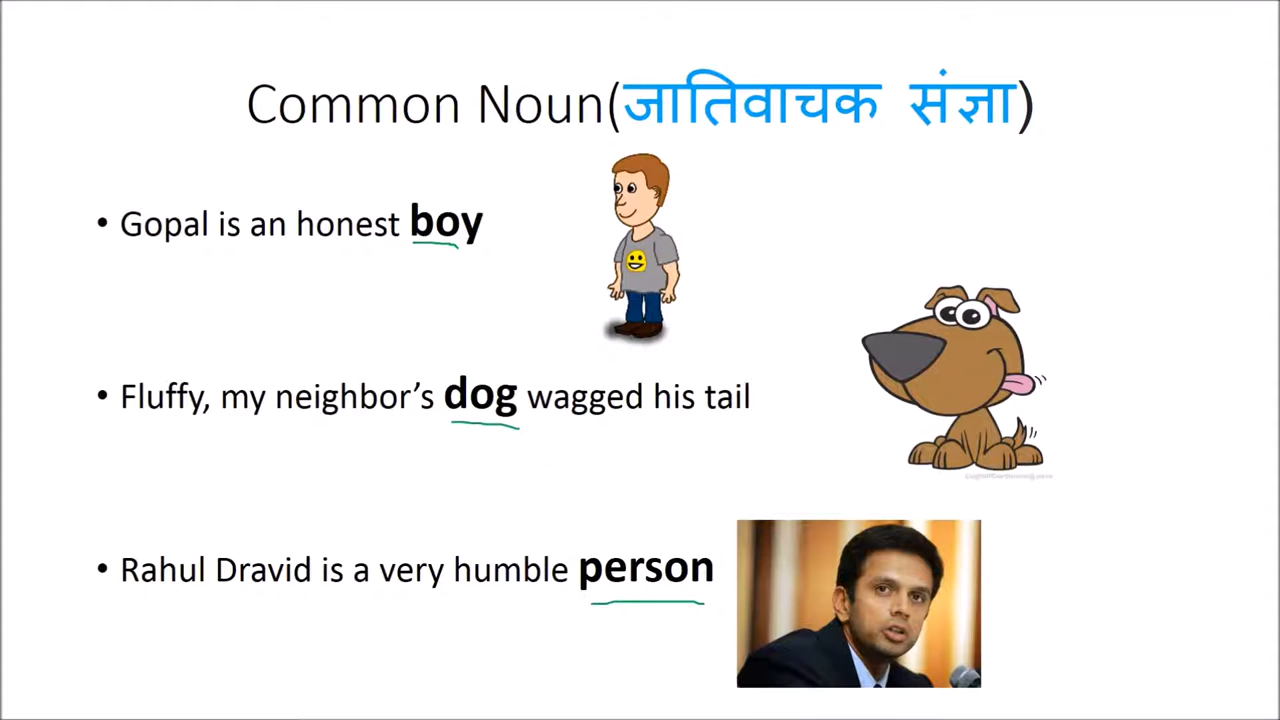 Common Noun(जातिवाचक संज्ञा)
• Gopal is an honest boy
• Fluffy, my neighbor’s dog wagged his tail
• Rahul Dravid is a very humble person